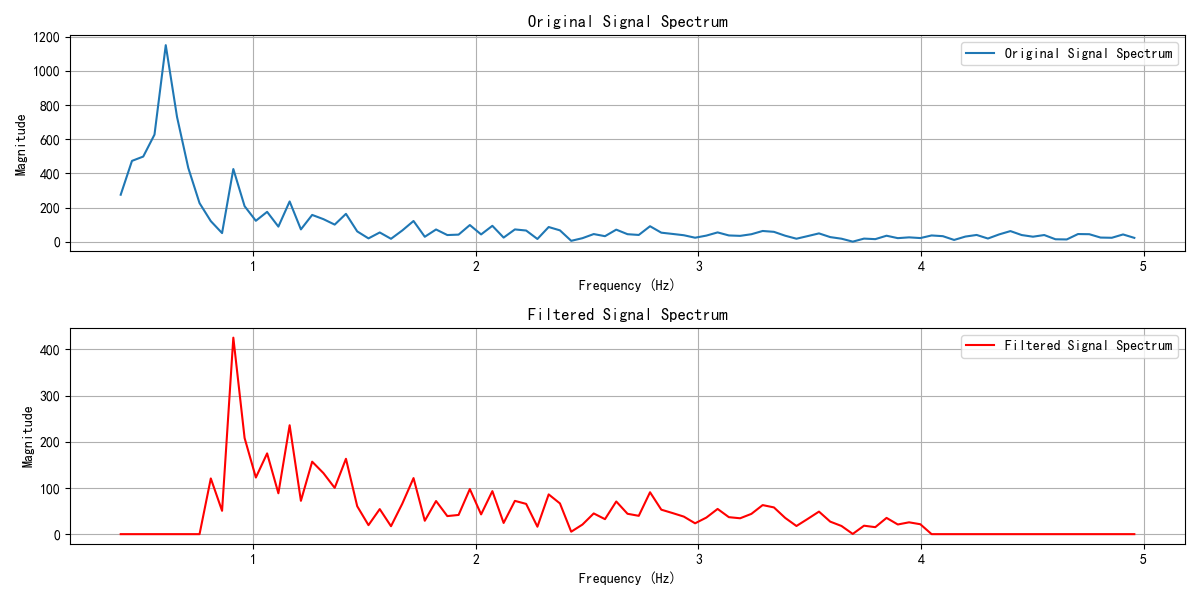 Original Signal Spectrum
1200
1000
800
600
400
200
0
Magnitude
Original Signal Spectrum
1 2 3 4 5
Frequency (Hz)
Filtered Signal Spectrum
400
300
200
100
0
Magnitude
Filtered Signal Spectrum
1 2 3 4 5
Frequency (Hz)